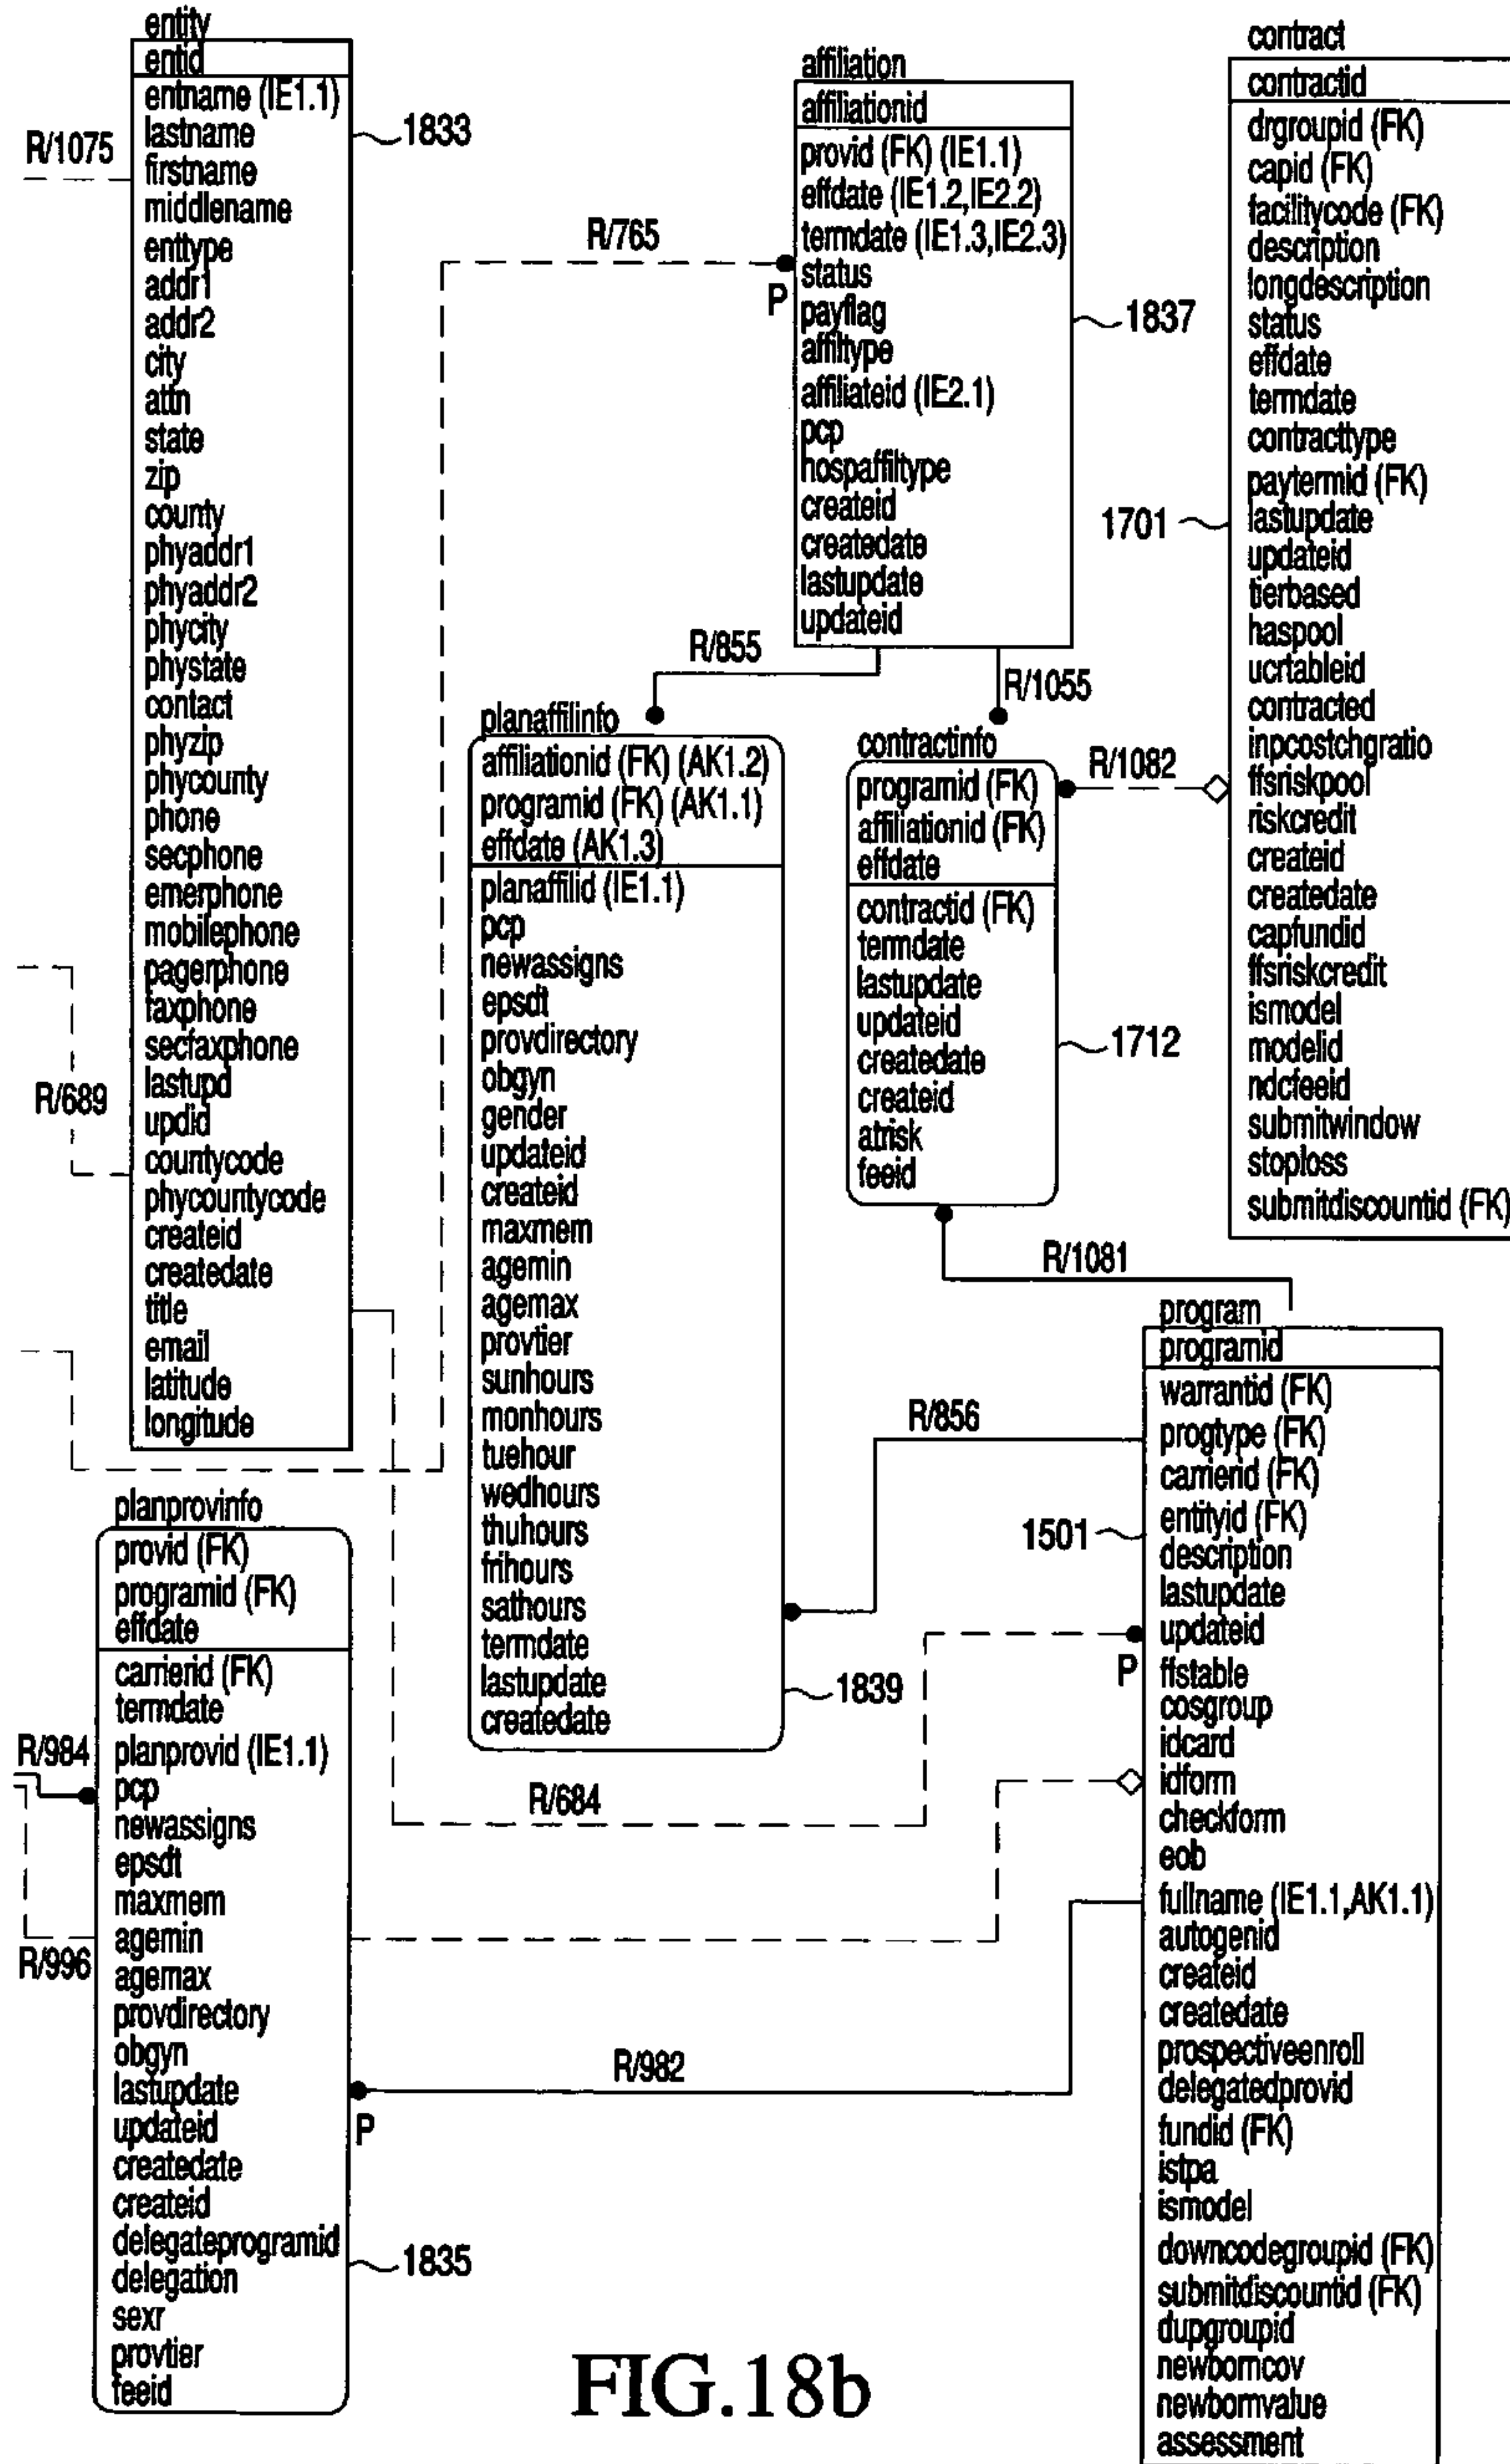 entity
entid
entname (IE1.1)
lastname
firstname
middlename
enttype
addr1
addr2
city
attn
state
zip
county
phyaddr1
phyaddr2
phycity
phystate
contact
phyzip
phycounty
phone
secphone
emerphone
mobilephone
pagerphone
faxphone
secfaxphone
lastupd
updid
countycode
phycountycode
createid
createdate
title
email
latitude
longitude
R/1075
1833
R/689
planprovinfo
provid (FK)
programid (FK)
effdate
carrierid (FK)
termdate
planprovid (IE1.1)
pcp
newassigns
epsdt
maxmem
agemin
agemax
provdirectory
obgyn
lastupdate
updateid
createdate
createid
delegateprogramid
delegation
sexr
provtier
feeid
R/984
R/996
1835
P
R/765
P
affiliation
affiliationid
provid (FK) (IE1.1)
effdate (IE1.2,IE2.2)
termdate (IE1.3,IE2.3)
status
payflag
affiltype
affiliateid (IE2.1)
pcp
hospaffiltype
createid
createdate
lastupdate
updateid
1837
R/855
R/1055
planaffilinfo
affiliationid (FK) (AK1.2)
programid (FK) (AK1.1)
effdate (AK1.3)
planaffilid (IE1.1)
pcp
newassigns
epsdt
provdirectory
obgyn
gender
updateid
createid
maxmem
agemin
agemax
provtier
sunhours
monhours
tuehour
wedhours
thuhours
frihours
sathours
termdate
lastupdate
createdate
1839
contractinfo
programid (FK)
affiliationid (FK)
effdate
contractid (FK)
termdate
lastupdate
updateid
createdate
createid
atrisk
feeid
1712
R/1082
R/1081
contract
contractid
drgroupid (FK)
capid (FK)
facilitycode (FK)
description
longdescription
status
effdate
termdate
contracttype
paytermid (FK)
lastupdate
updateid
tierbased
haspool
ucrtableid
contracted
inpcostchgratio
ffsriskpool
riskcredit
createid
createdate
capfundid
ffsriskcredit
ismodel
modelid
ndcfeeid
submitwindow
stoploss
submitdiscountid (FK)
1701
program
programid
warrantid (FK)
progtype (FK)
carrierid (FK)
entityid (FK)
description
lastupdate
updateid
ffstable
cosgroup
idcard
idform
checkform
eob
fullname (IE1.1,AK1.1)
autogenid
createid
createdate
prospectiveenroll
delegatedprovid
fundid (FK)
istpa
ismodel
downcodegroupid (FK)
submitdiscountid (FK)
dupgroupid
newborncov
newbornvalue
assessment
1501
P
R/856
R/684
R/982
FIG.18b